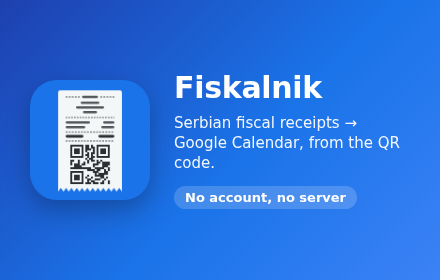 Fiskalnik
Serbian fiscal receipts →
Google Calendar, from the QR
code.
No account, no server